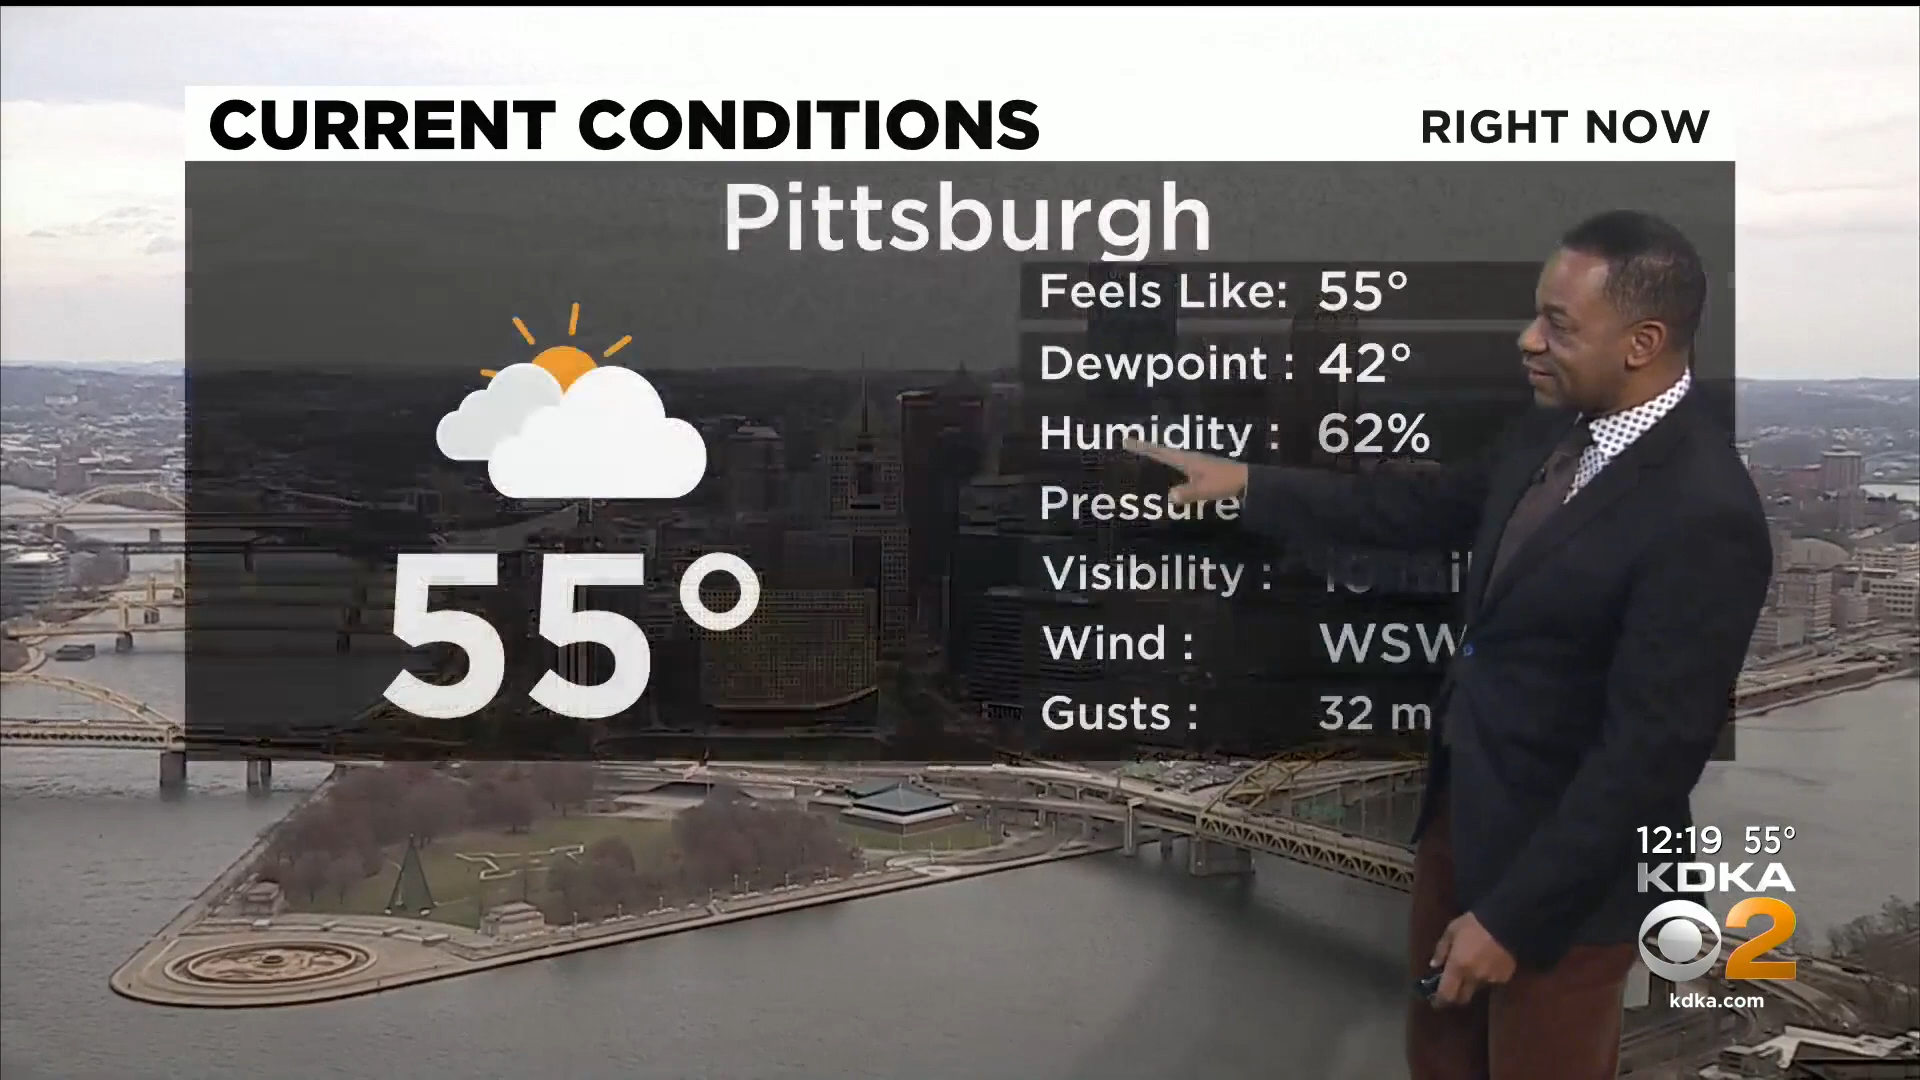 CURRENT CONDITIONS
RIGHT NOW
Pittsburgh
55°
Feels Like: 55°
Dewpoint : 42°
Humidity : 62%
Pressure
Visibility :
Wind : WSW
Gusts : 32 m
12:19 55°
KDKA
2
kdka.com